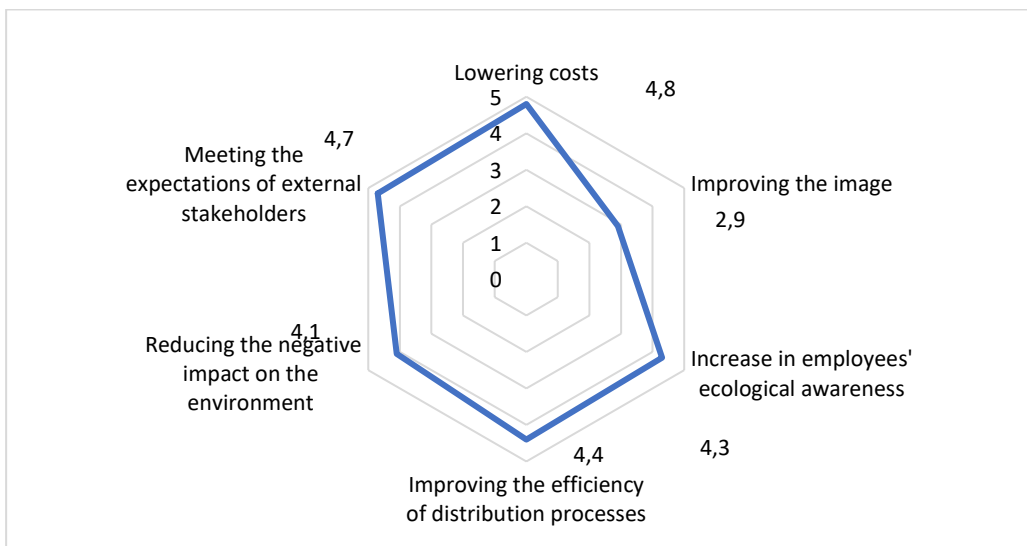 Lowering costs
4,8
5
4
3
2
1
0
Improving the image
2,9
Increase in employees'
ecological awareness
4,3
4,4
Improving the efficiency
of distribution processes
4,1
Reducing the negative
impact on the
environment
4,7
Meeting the
expectations of external
stakeholders